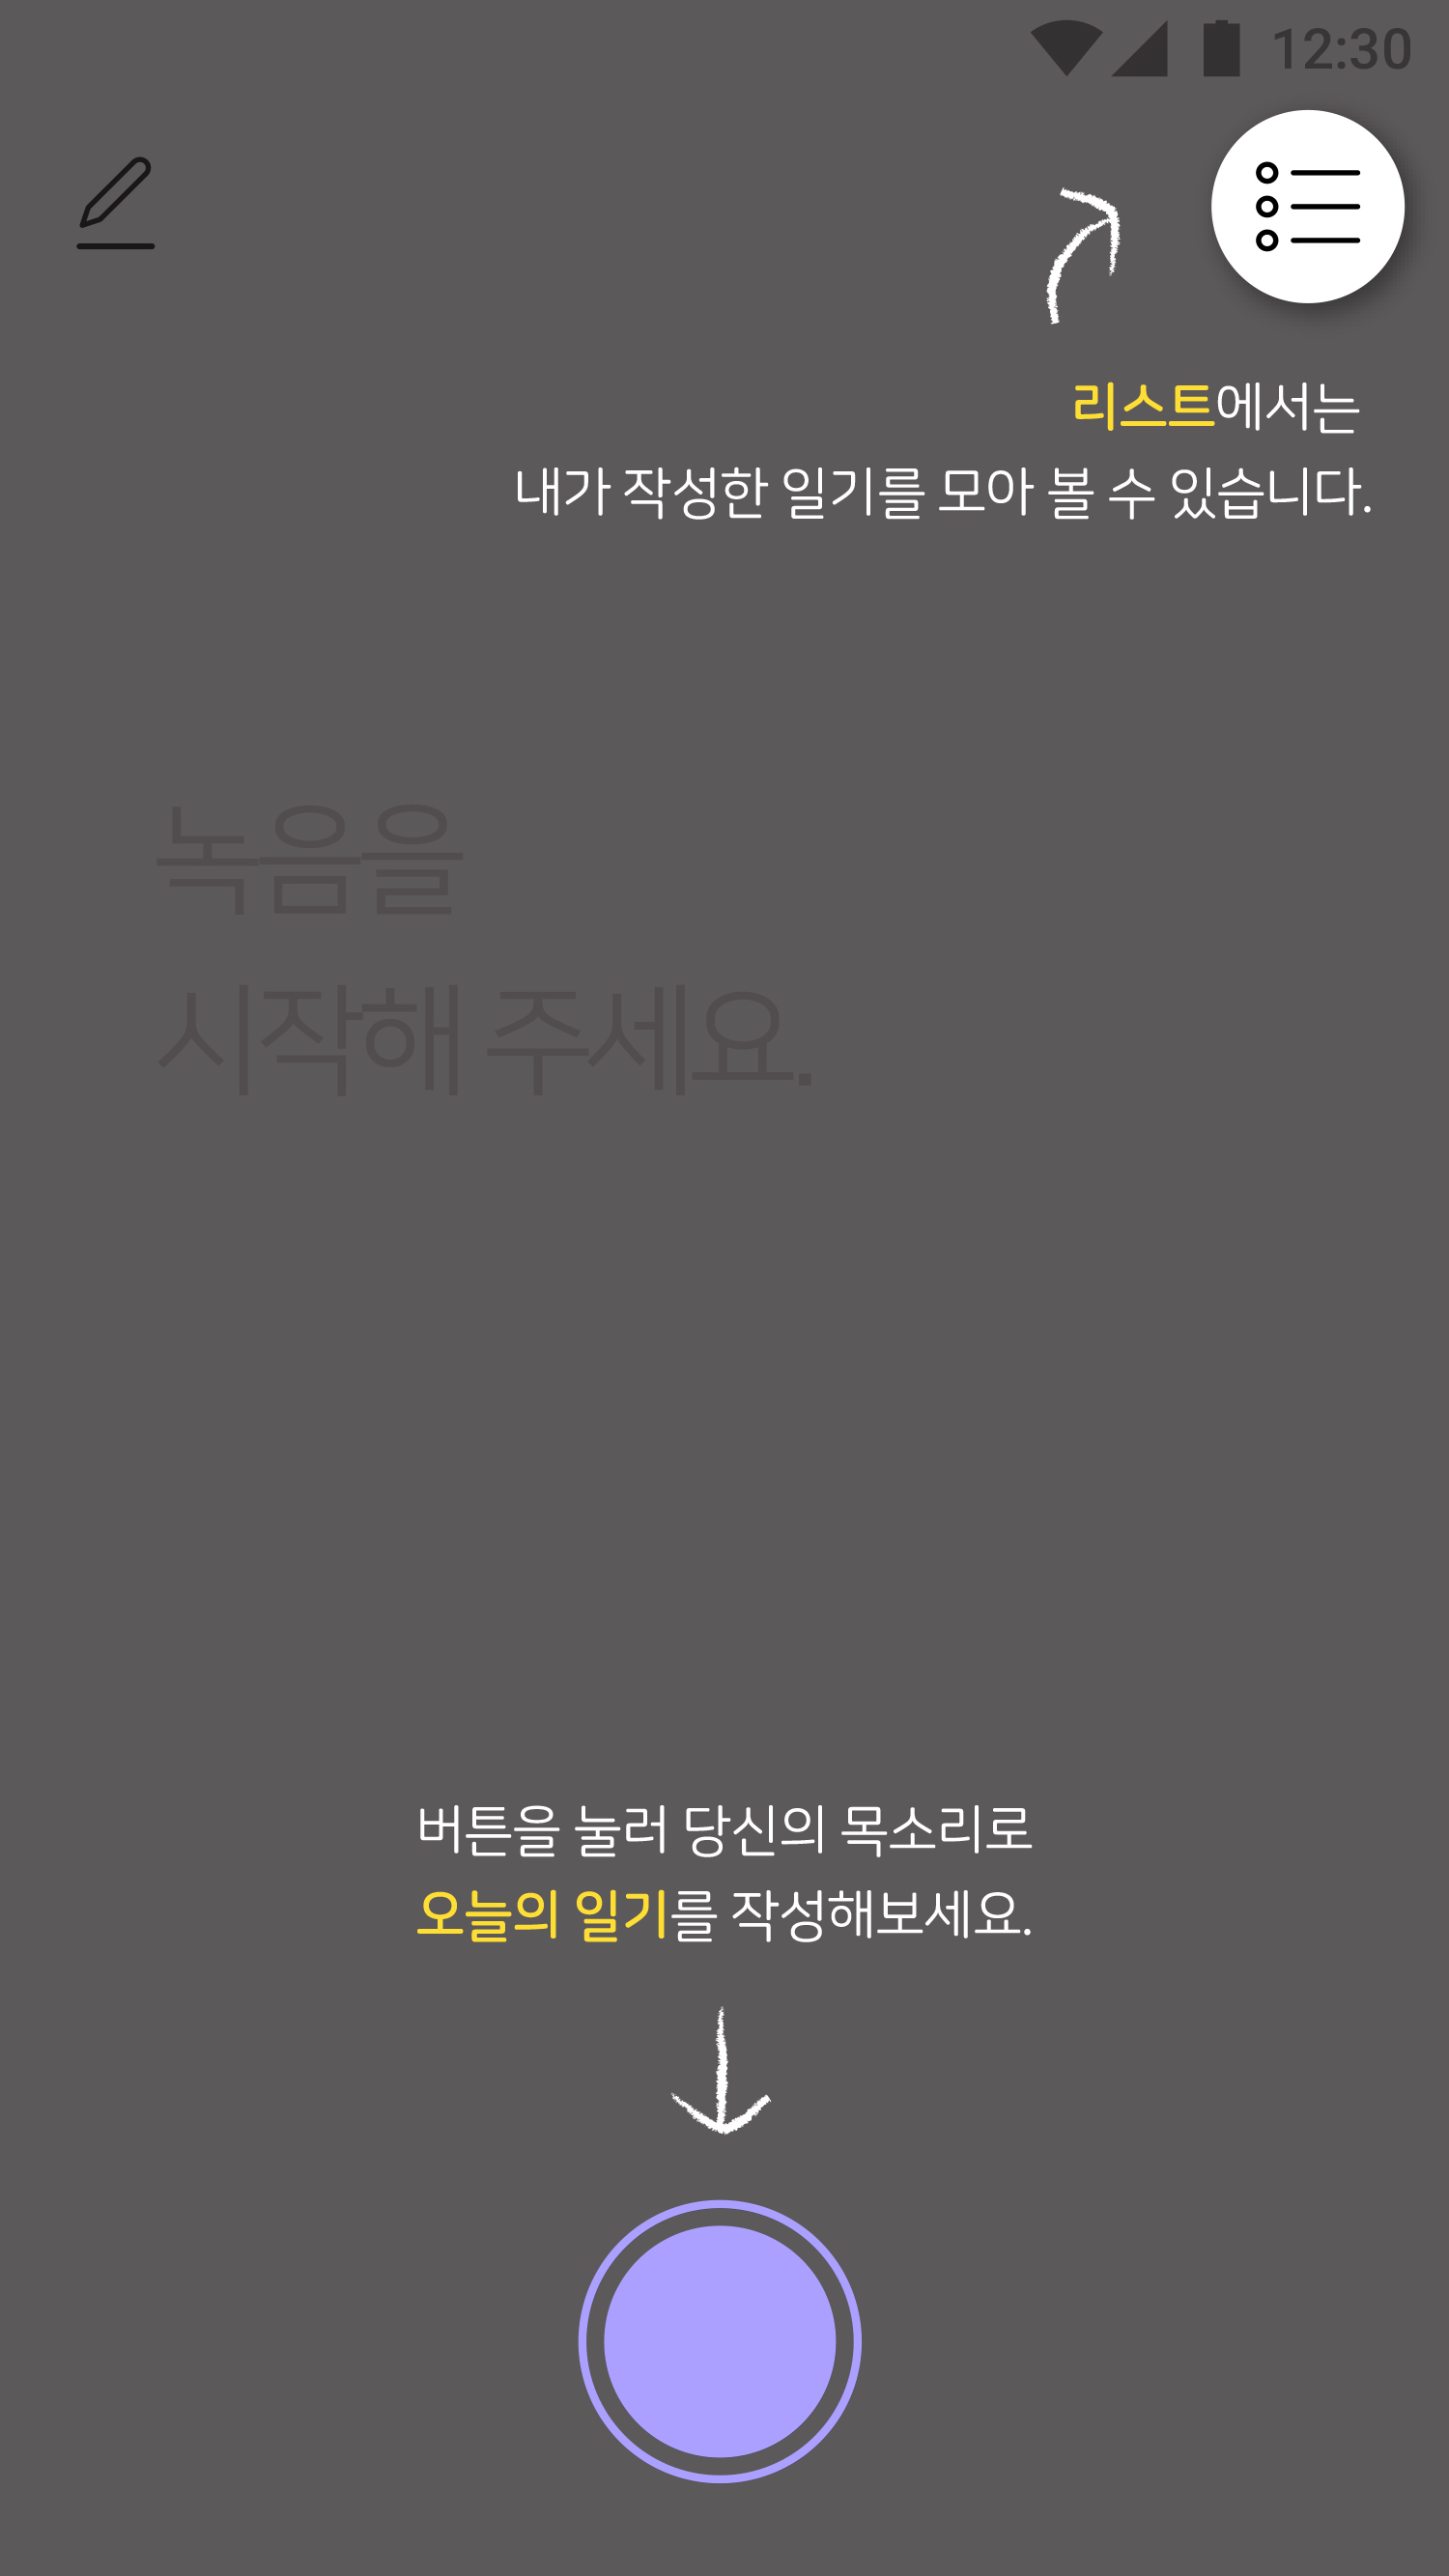 12:30
리스트에서는
내가 작성한 일기를 모아 볼 수 있습니다.
녹음을
시작해 주세요.
버튼을 눌러 당신의 목소리로
오늘의 일기를 작성해보세요.